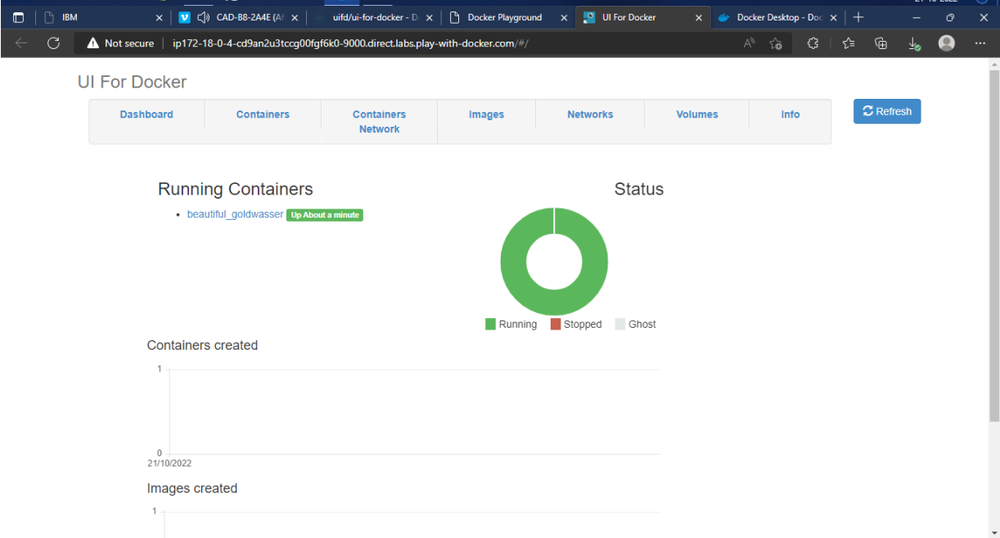 IBM
CAD-B8-2A4E (Af
uifd/ui-for-docker - D
Docker Playground
UI For Docker
Docker Desktop - Doc
Not secure
ip172-18-0-4-cd9an2u3tccg00fgf6k0-9000.direct.labs.play-with-docker.com/#/
UI For Docker
Dashboard
Containers
Containers
Network
Images
Networks
Volumes
Info
Refresh
Running Containers
beautiful_goldwasser Up About a minute
Status
Running Stopped Ghost
Containers created
1
0
21/10/2022
Images created
1